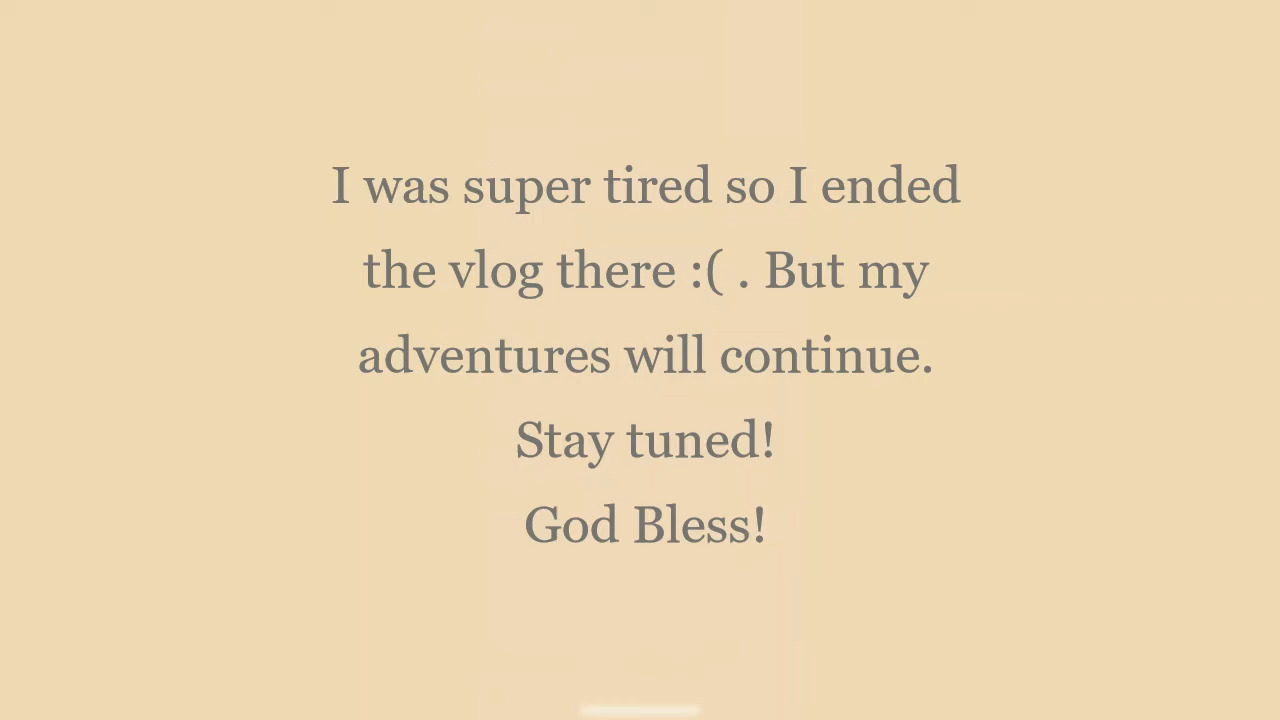 I was super tired so I ended
the vlog there :( . But my
adventures will continue.
Stay tuned!
God Bless!